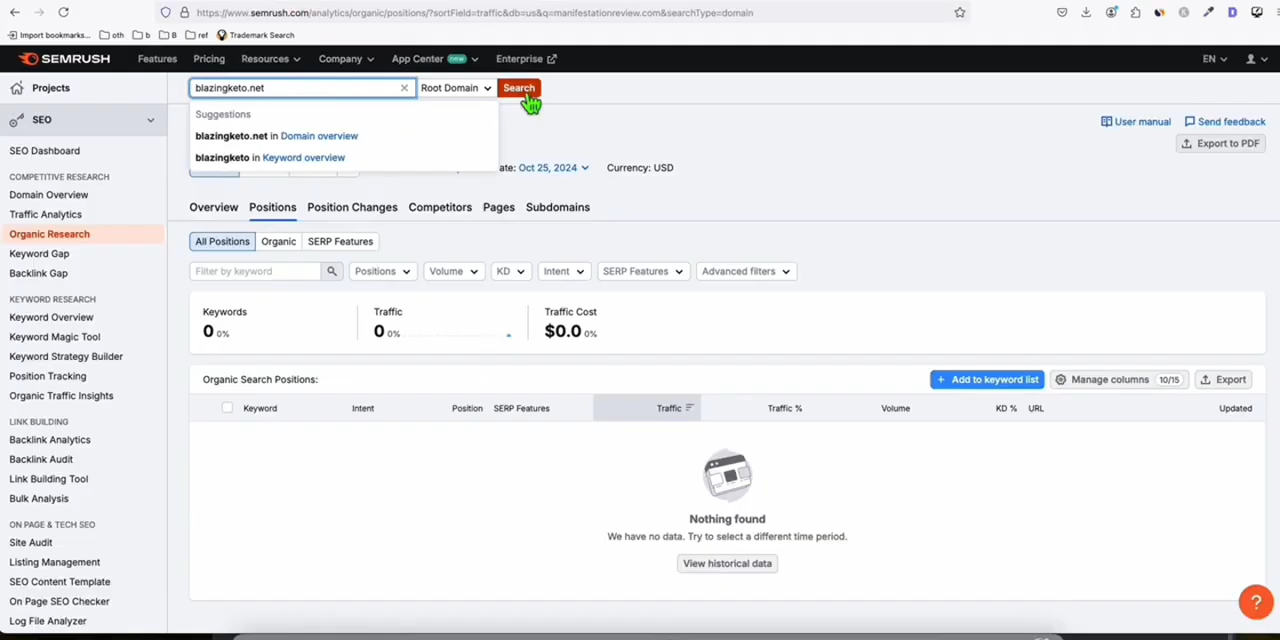 https://www.semrush.com/analytics/organic/positions/?sortField=traffic&db=us&q=manifestationreview.com&searchType=domain
Import bookmarks... oth b B ref Trademark Search
SEMRUSH Features Pricing Resources Company App Center new Enterprise EN
Projects
blazingketo.net Root Domain Search
SEO
Suggestions
blazingketo.net in Domain overview
blazingketo in Keyword overview
User manual Send feedback
Export to PDF
ate: Oct 25, 2024 Currency: USD
SEO Dashboard
COMPETITIVE RESEARCH
Domain Overview
Traffic Analytics
Organic Research
Keyword Gap
Backlink Gap
KEYWORD RESEARCH
Keyword Overview
Keyword Magic Tool
Keyword Strategy Builder
Position Tracking
Organic Traffic Insights
LINK BUILDING
Backlink Analytics
Backlink Audit
Link Building Tool
Bulk Analysis
ON PAGE & TECH SEO
Site Audit
Listing Management
SEO Content Template
On Page SEO Checker
Log File Analyzer
Overview Positions Position Changes Competitors Pages Subdomains
All Positions Organic SERP Features
Filter by keyword Positions Volume KD Intent SERP Features Advanced filters
Keywords Traffic Traffic Cost
0 0% 0 0% $0.0 0%
Organic Search Positions: + Add to keyword list Manage columns 10/15 Export
Keyword Intent Position SERP Features Traffic Traffic % Volume KD % URL Updated
Nothing found
We have no data. Try to select a different time period.
View historical data
?